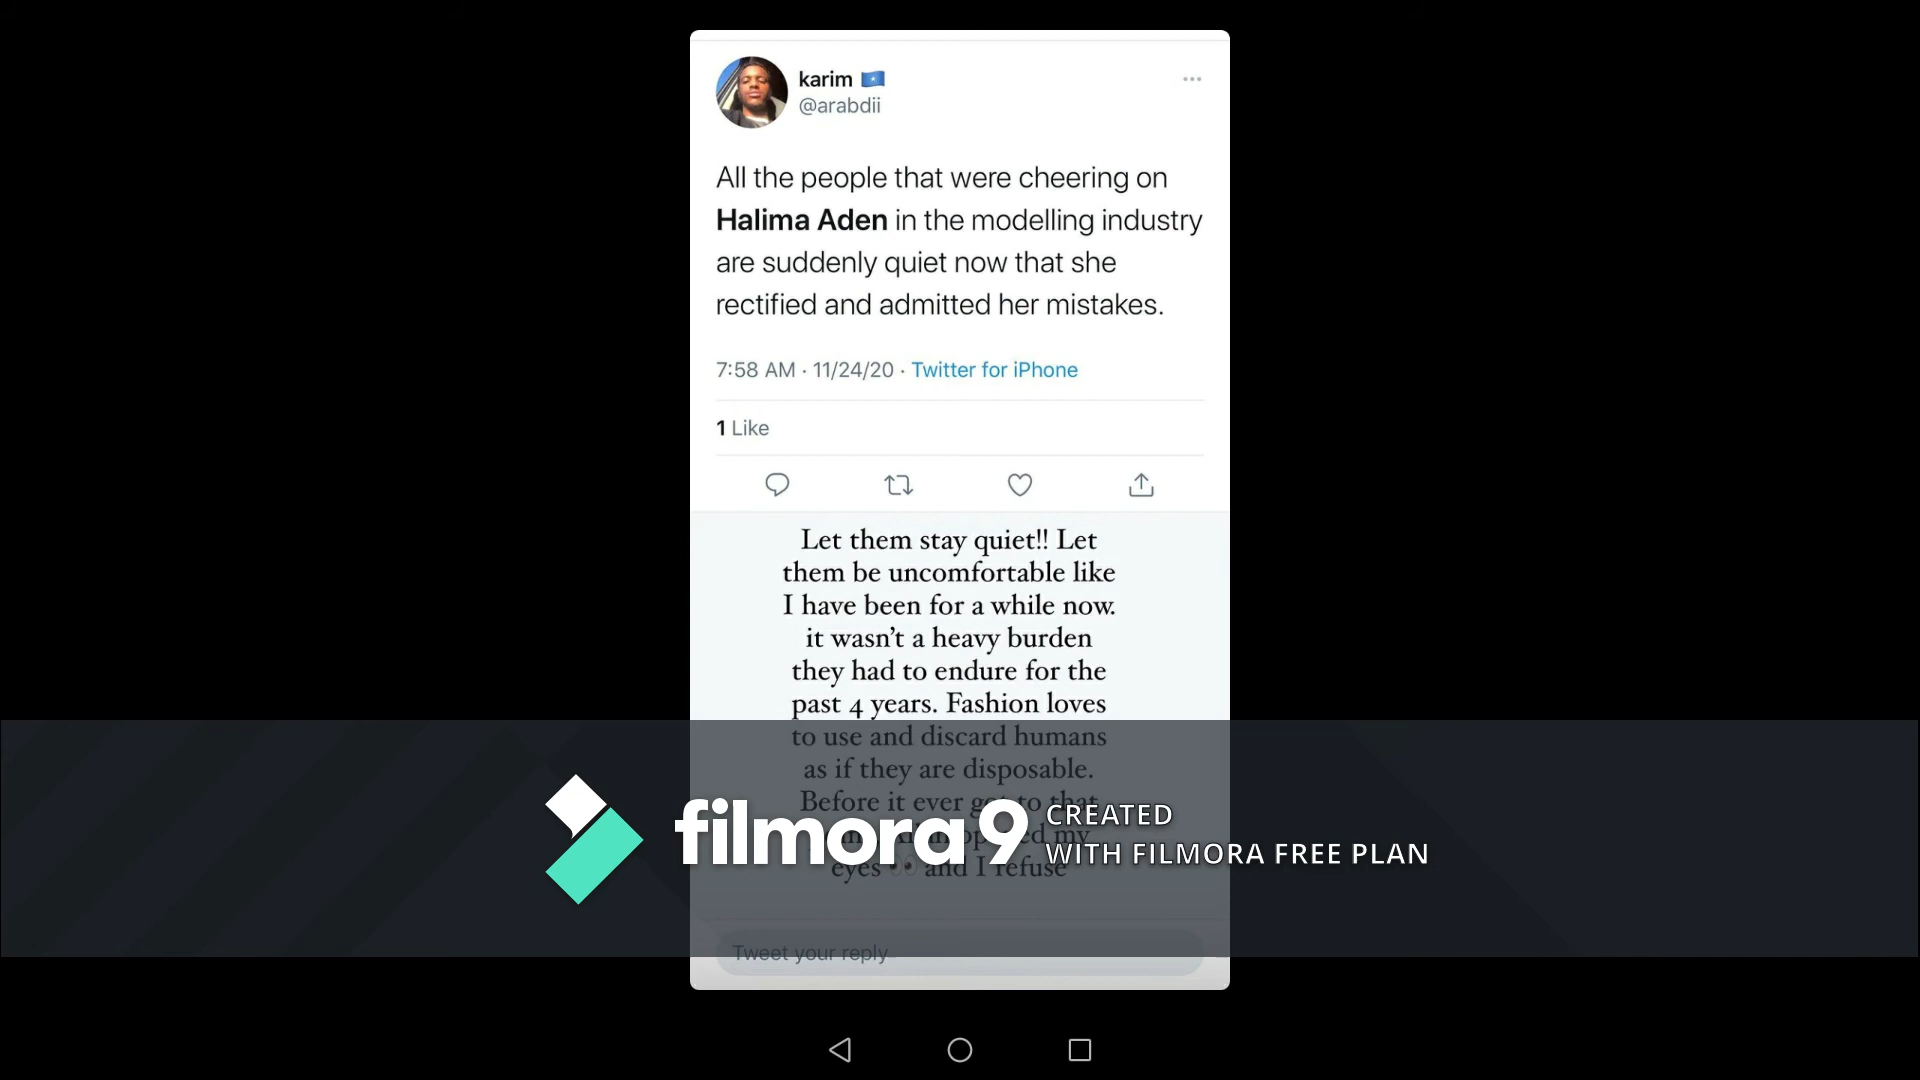 karim
@arabdii
All the people that were cheering on
Halima Aden in the modelling industry
are suddenly quiet now that she
rectified and admitted her mistakes.
7:58 AM · 11/24/20 · Twitter for iPhone
1 Like
Let them stay quiet!! Let
them be uncomfortable like
I have been for a while now.
it wasn't a heavy burden
they had to endure for the
past 4 years. Fashion loves
to use and discard humans
as if they are disposable.
Before it ever got to that
my
eyes 👀 and I refuse
filmora9
CREATED
WITH FILMORA FREE PLAN
Tweet your reply